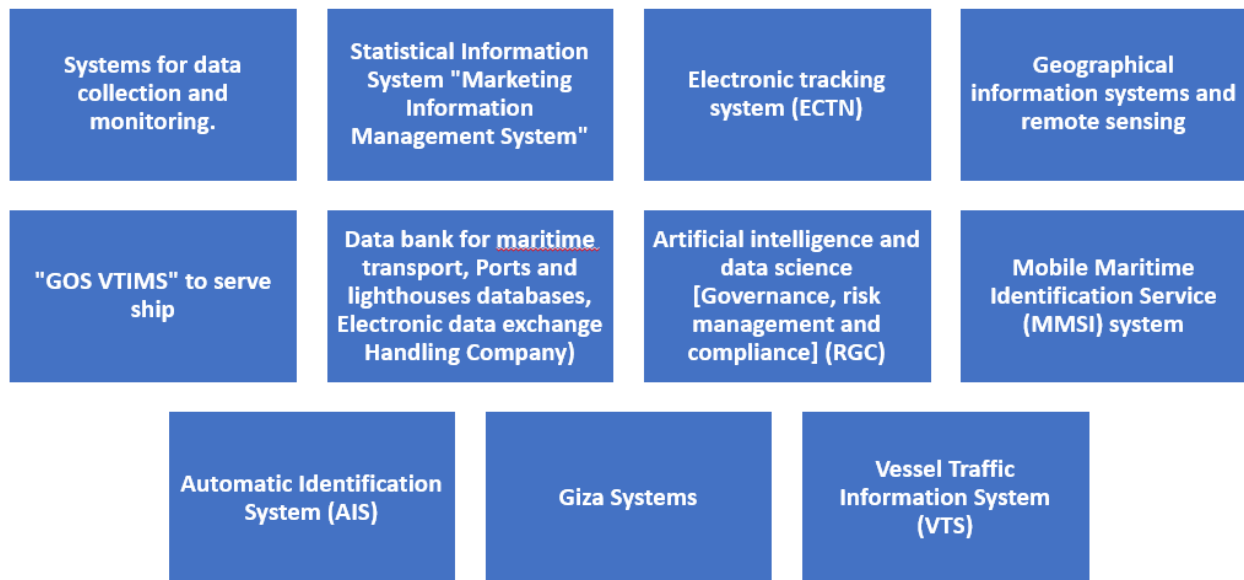 Systems for data
collection and
monitoring.
Statistical Information
System "Marketing
Information
Management System"
Electronic tracking
system (ECTN)
Geographical
information systems and
remote sensing
"GOS VTIMS" to serve
ship
Data bank for maritime
transport, Ports and
lighthouses databases,
Electronic data exchange
Handling Company)
Artificial intelligence and
data science
[Governance, risk
management and
compliance] (RGC)
Mobile Maritime
Identification Service
(MMSI) system
Automatic Identification
System (AIS)
Giza Systems
Vessel Traffic
Information System
(VTS)